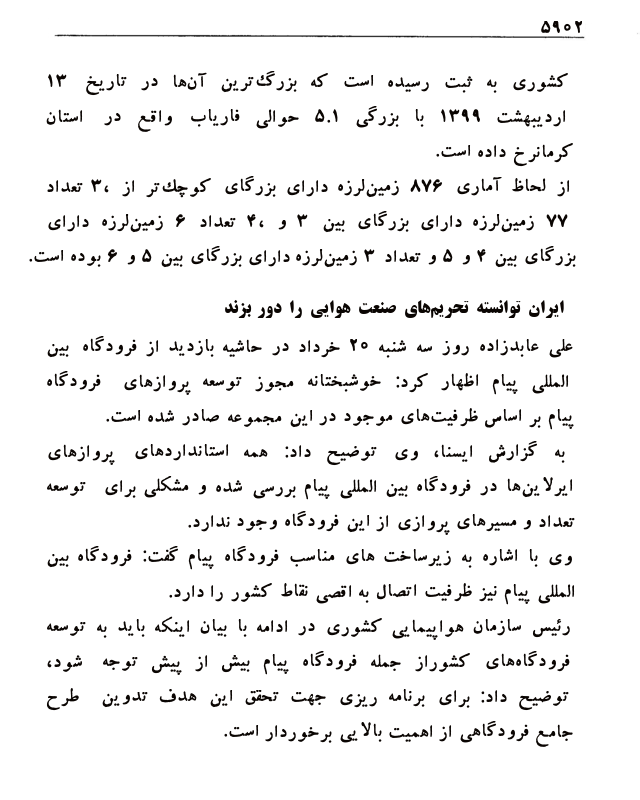 ۵۹۰۲
کشوری به ثبت رسیده است که بزرگ‌ترین آن‌ها در تاریخ ۱۳
اردیبهشت ۱۳۹۹ با بزرگی ۵.۱ حوالی فاریاب واقع در استان
کرمانرخ داده است.
از لحاظ آماری ۸۷۶ زمین‌لرزه دارای بزرگای کوچک‌تر از ۳، تعداد
۷۷ زمین‌لرزه دارای بزرگای بین ۳ و ۴، تعداد ۶ زمین‌لرزه دارای
بزرگای بین ۴ و ۵ و تعداد ۳ زمین‌لرزه دارای بزرگای بین ۵ و ۶ بوده است.
ایران توانسته تحریم‌های صنعت هوایی را دور بزند
علی عابدزاده روز سه شنبه ۲۰ خرداد در حاشیه بازدید از فرودگاه بین
المللی پیام اظهار کرد: خوشبختانه مجوز توسعه پروازهای فرودگاه
پیام بر اساس ظرفیت‌های موجود در این مجموعه صادر شده است.
به گزارش ایسنا، وی توضیح داد: همه استانداردهای پروازهای
ایرلاین‌ها در فرودگاه بین المللی پیام بررسی شده و مشکلی برای توسعه
تعداد و مسیرهای پروازی از این فرودگاه وجود ندارد.
وی با اشاره به زیرساخت های مناسب فرودگاه پیام گفت: فرودگاه بین
المللی پیام نیز ظرفیت اتصال به اقصی نقاط کشور را دارد.
رئیس سازمان هواپیمایی کشوری در ادامه با بیان اینکه باید به توسعه
فرودگاه‌های کشوراز جمله فرودگاه پیام بیش از پیش توجه شود،
توضیح داد: برای برنامه ریزی جهت تحقق این هدف تدوین طرح
جامع فرودگاهی از اهمیت بالایی برخوردار است.